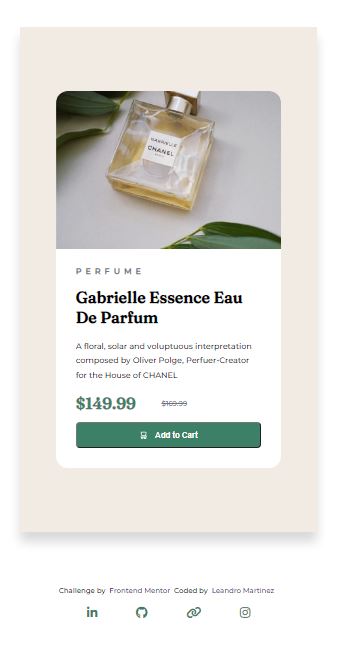 GABRIELLE
CHANEL
PERFUME
Gabrielle Essence Eau
De Parfum
A floral, solar and voluptuous interpretation
composed by Oliver Polge, Perfuer-Creator
for the House of CHANEL
$149.99 $169.99
Add to Cart
Challenge by Frontend Mentor Coded by Leandro Martinez